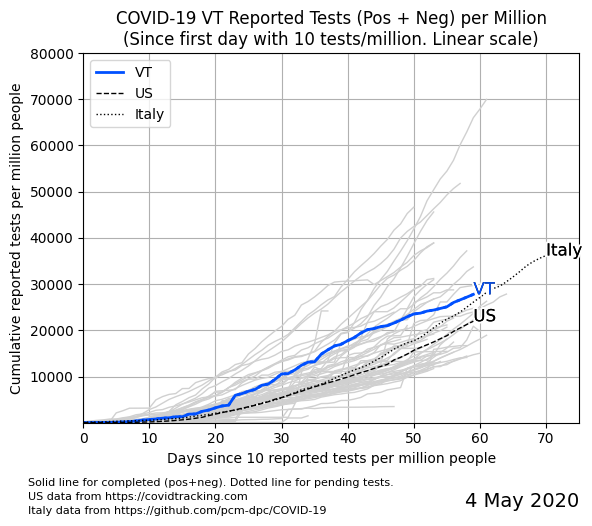 COVID-19 VT Reported Tests (Pos + Neg) per Million
(Since first day with 10 tests/million. Linear scale)
Cumulative reported tests per million people
80000
70000
60000
50000
40000
30000
20000
10000
VT
US
Italy
Italy
VT
US
0 10 20 30 40 50 60 70
Days since 10 reported tests per million people
Solid line for completed (pos+neg). Dotted line for pending tests.
US data from https://covidtracking.com
Italy data from https://github.com/pcm-dpc/COVID-19
4 May 2020